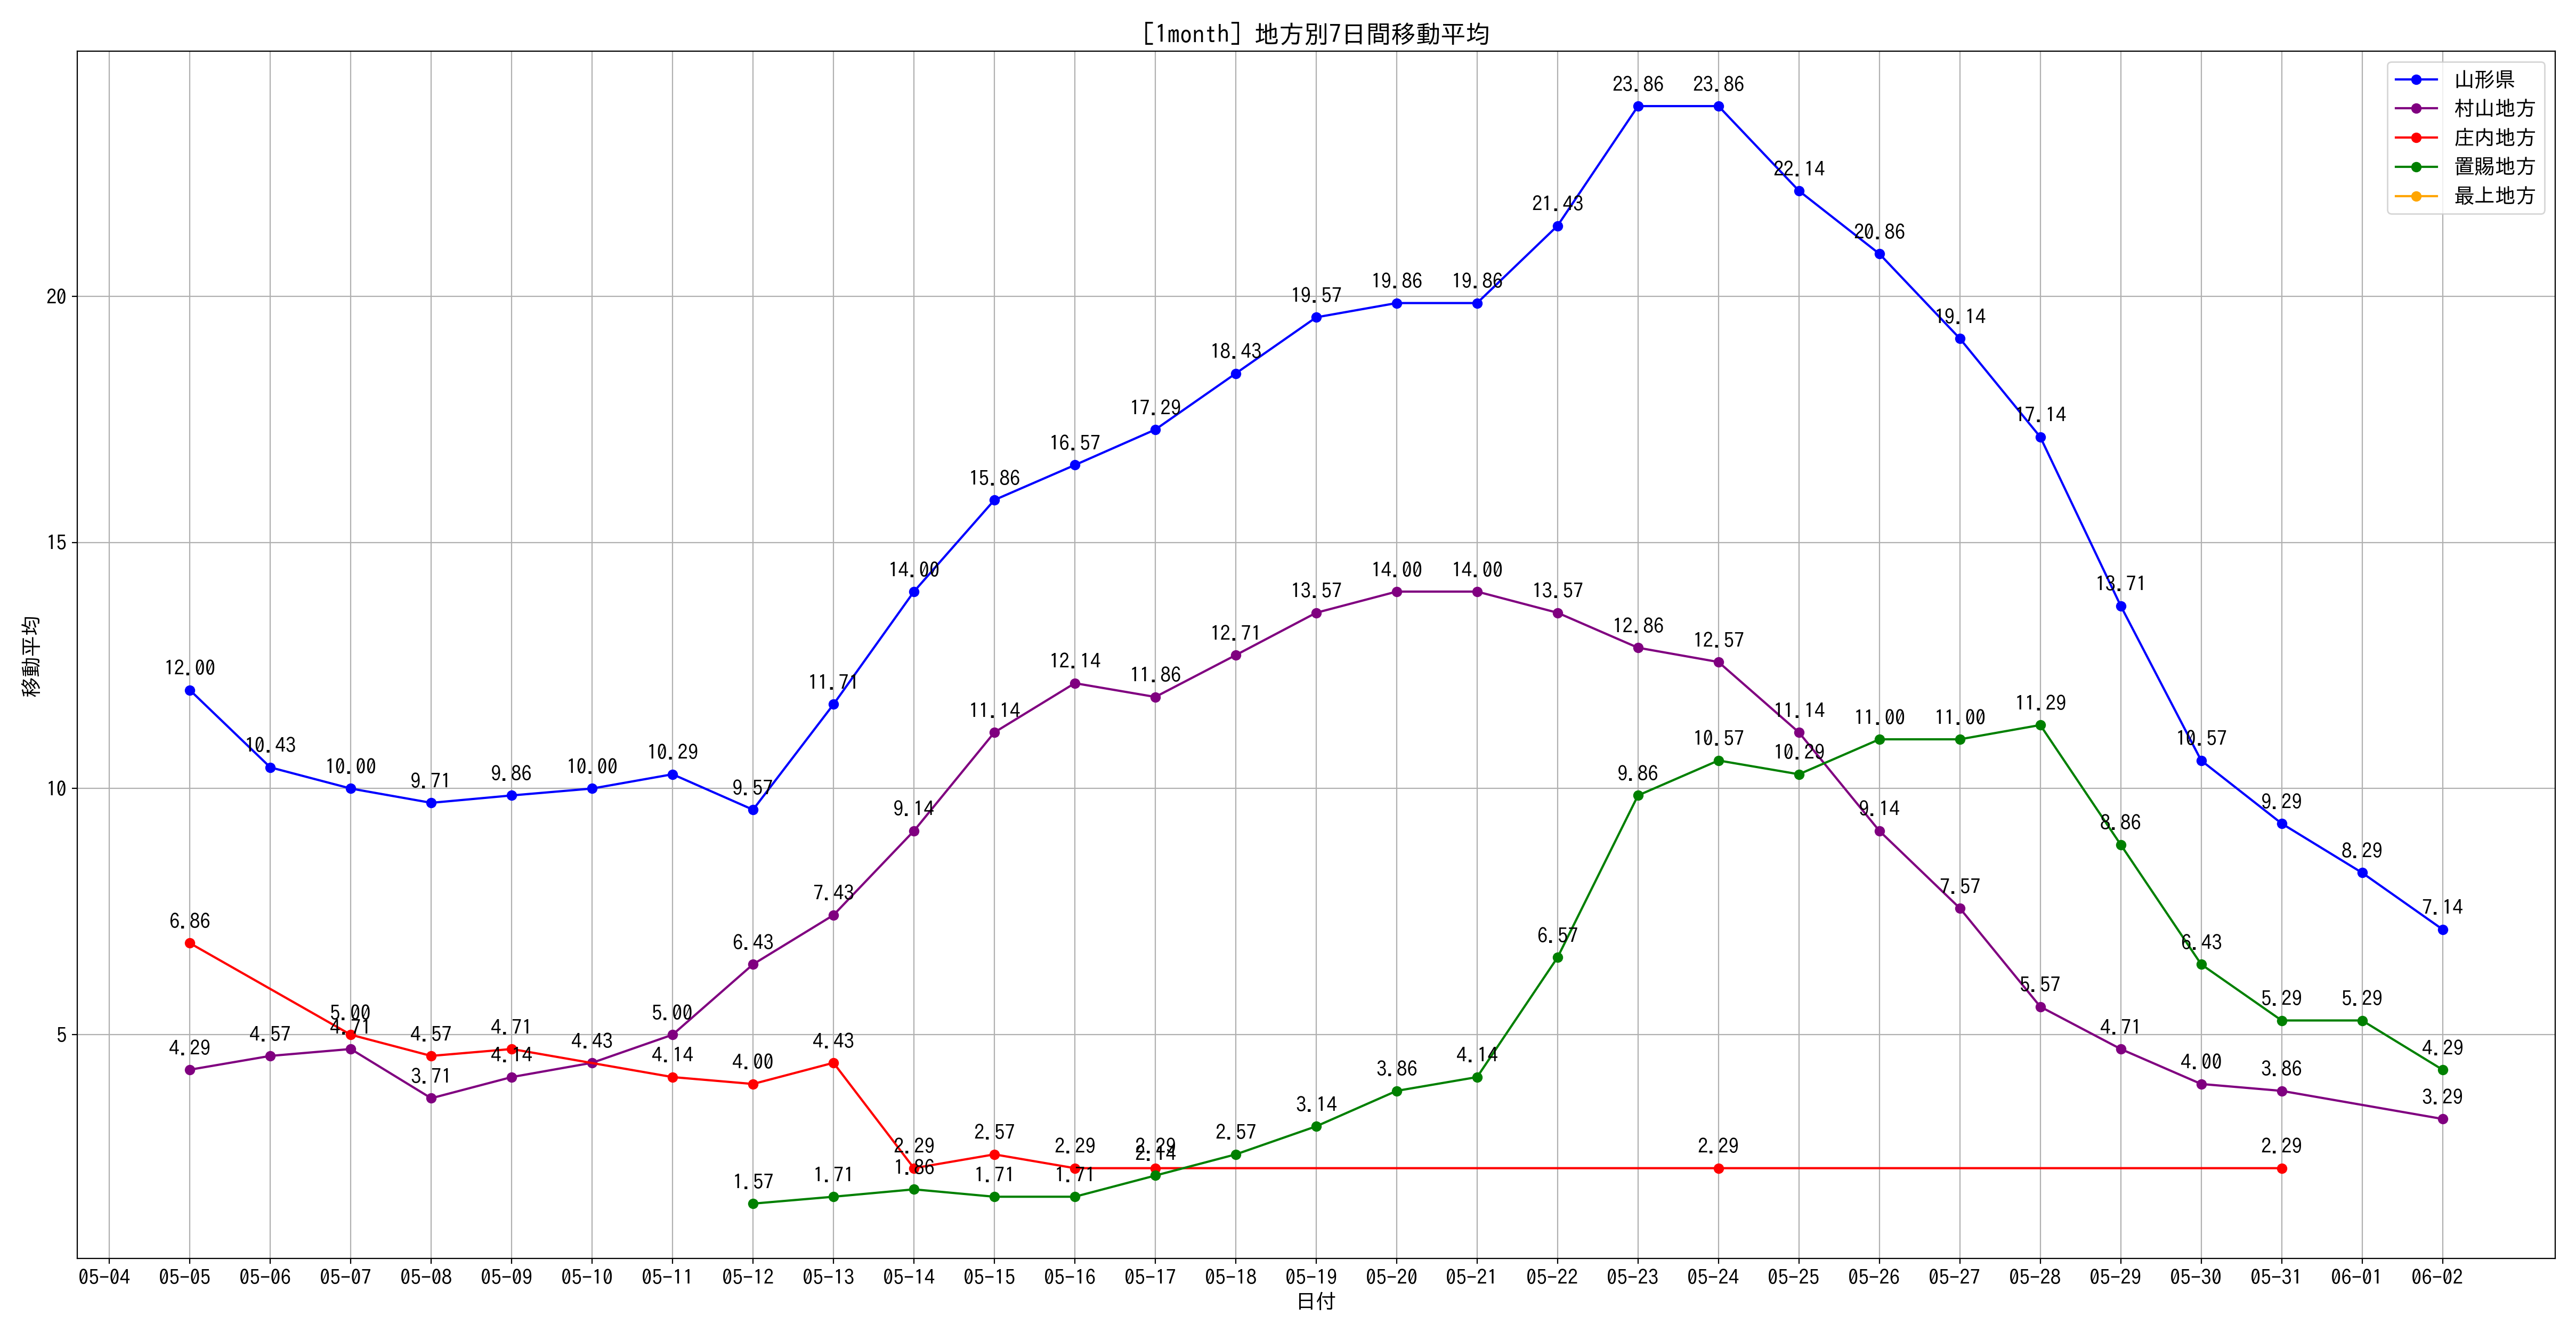 [1month] 地方別7日間移動平均
山形県
村山地方
庄内地方
置賜地方
最上地方
移動平均
20
15
10
5
12.00 10.43 10.00 9.71 9.86 10.00 10.29 9.57 11.71 14.00 15.86 16.57 17.29 18.43 19.57 19.86 19.86 21.43 23.86 23.86 22.14 20.86 19.14 17.14 13.71 10.57 9.29 8.29 7.14
4.29 4.57 4.71 3.71 4.14 4.43 5.00 6.43 7.43 9.14 11.14 12.14 11.86 12.71 13.57 14.00 14.00 13.57 12.86 12.57 11.14 9.14 7.57 5.57 4.71 4.00 3.86 3.29
6.86 5.00 4.57 4.71 4.14 4.00 4.43 2.29 2.57 2.29 2.29 2.29 2.29
1.57 1.71 1.86 1.71 1.71 2.14 2.57 3.14 3.86 4.14 6.57 9.86 10.57 10.29 11.00 11.00 11.29 8.86 6.43 5.29 5.29 4.29
05-04 05-05 05-06 05-07 05-08 05-09 05-10 05-11 05-12 05-13 05-14 05-15 05-16 05-17 05-18 05-19 05-20 05-21 05-22 05-23 05-24 05-25 05-26 05-27 05-28 05-29 05-30 05-31 06-01 06-02
日付